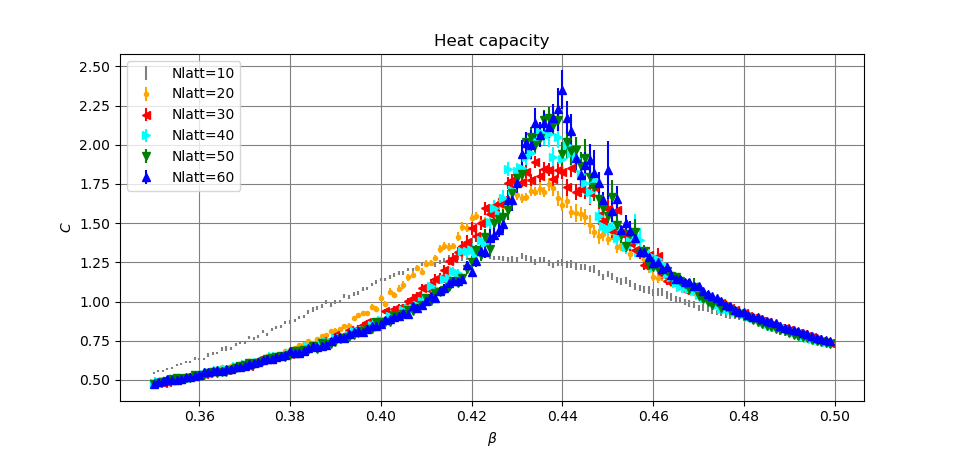 Heat capacity
2.50
2.25
2.00
1.75
1.50
1.25
1.00
0.75
0.50
C
Nlatt=10
Nlatt=20
Nlatt=30
Nlatt=40
Nlatt=50
Nlatt=60
0.36 0.38 0.40 0.42 0.44 0.46 0.48 0.50
β